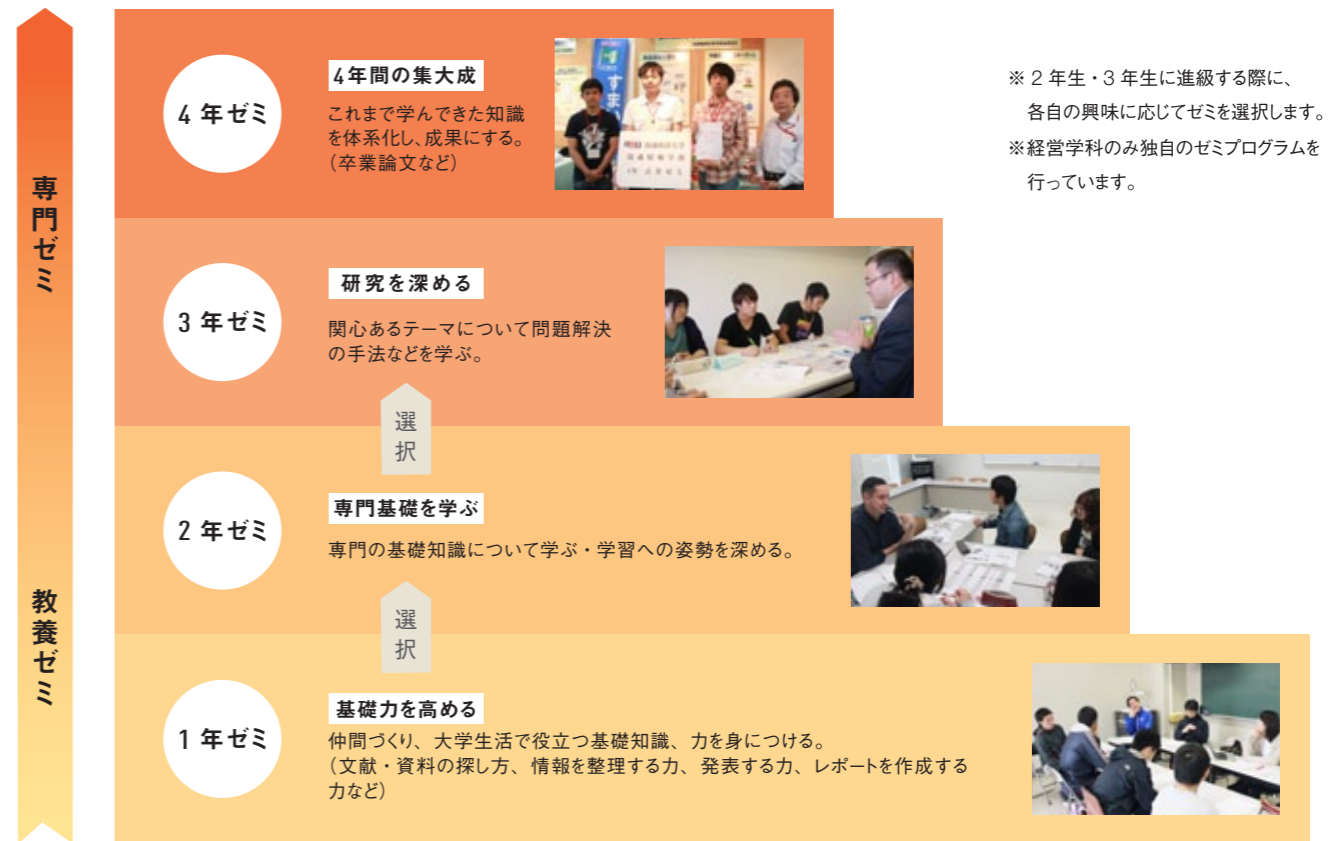 専門ゼミ
教養ゼミ
4 年ゼミ
4年間の集大成
これまで学んできた知識
を体系化し、成果にする。
（卒業論文など）
※ 2 年生・3 年生に進級する際に、
各自の興味に応じてゼミを選択します。
※経営学科のみ独自のゼミプログラムを
行っています。
3 年ゼミ
研究を深める
関心あるテーマについて問題解決
の手法などを学ぶ。
選択
2 年ゼミ
専門基礎を学ぶ
専門の基礎知識について学ぶ・学習への姿勢を深める。
選択
1 年ゼミ
基礎力を高める
仲間づくり、大学生活で役立つ基礎知識、力を身につける。
（文献・資料の探し方、情報を整理する力、発表する力、レポートを作成する
力など）